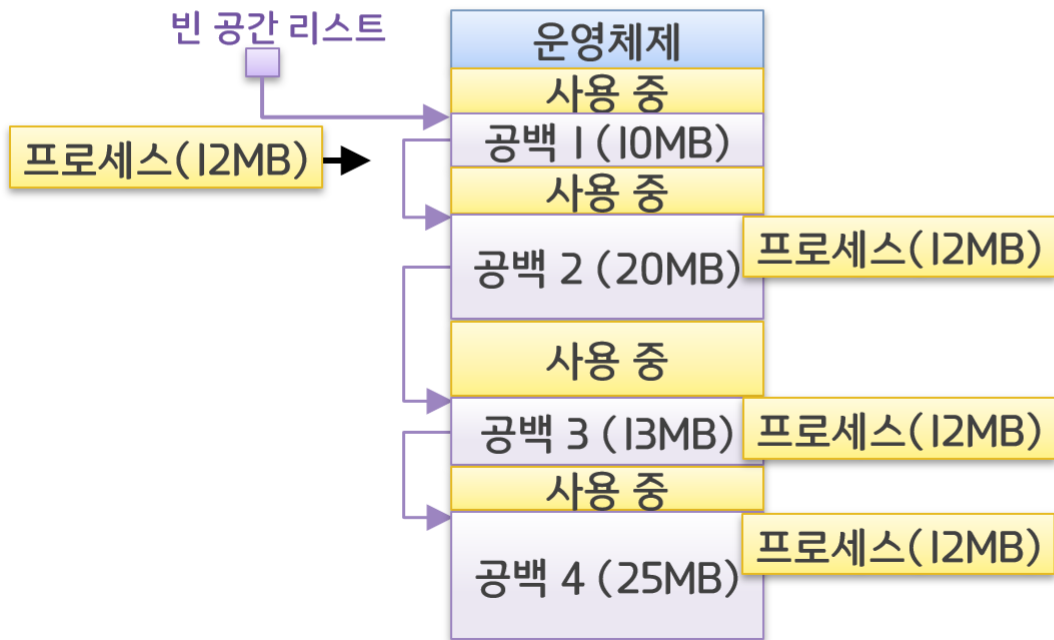 빈 공간 리스트
운영체제
사용 중
프로세스(12MB)
공백 1 (10MB)
사용 중
공백 2 (20MB)
프로세스(12MB)
사용 중
공백 3 (13MB)
프로세스(12MB)
사용 중
공백 4 (25MB)
프로세스(12MB)